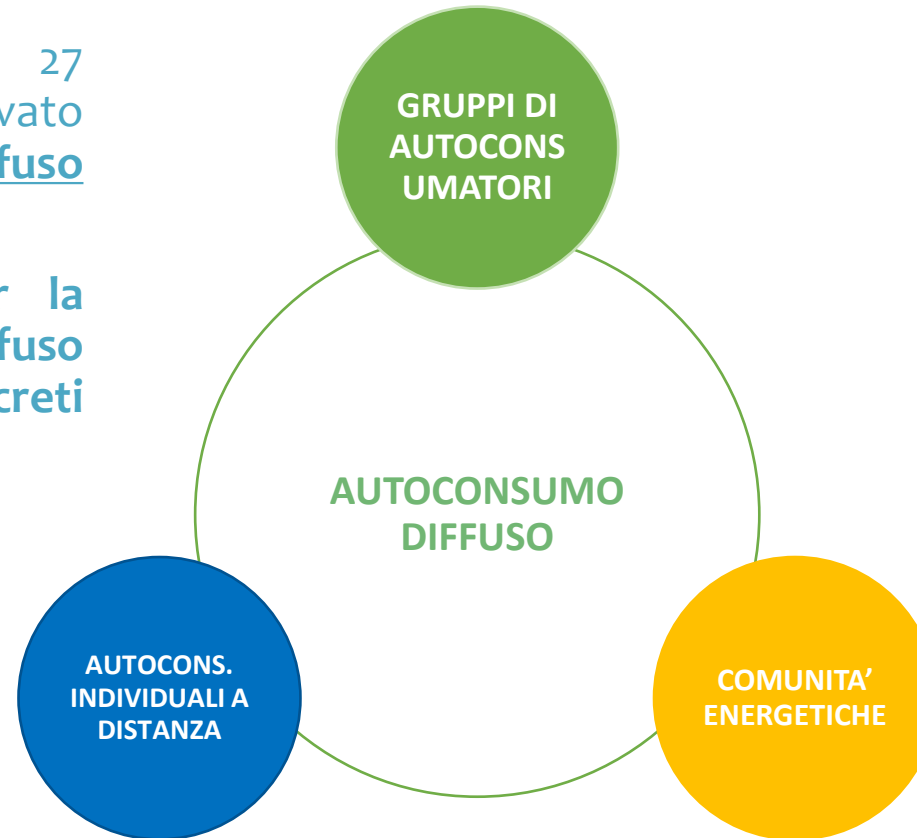 27
vato
fuso
r la
fuso
creti
GRUPPI DI
AUTOCONS
UMATORI
AUTOCONSUMO
DIFFUSO
AUTOCONS.
INDIVIDUALI A
DISTANZA
COMUNITA’
ENERGETICHE